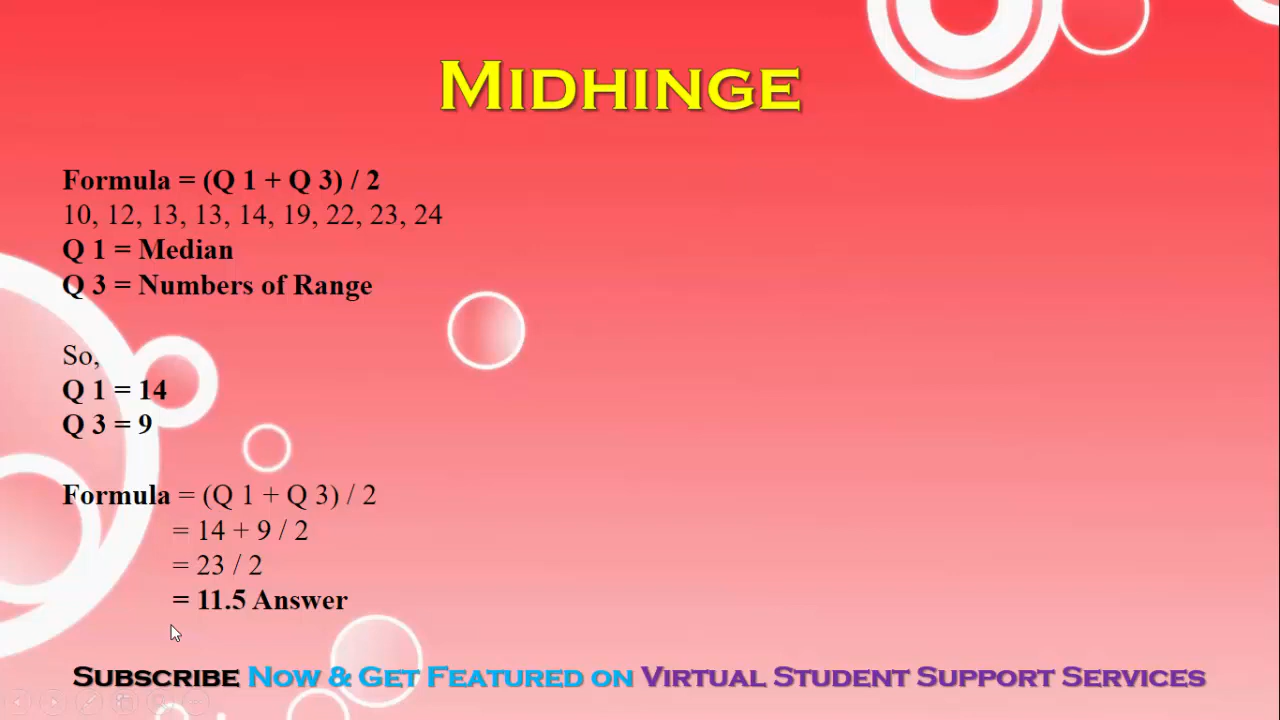 MIDHINGE
Formula = (Q 1 + Q 3) / 2
10, 12, 13, 13, 14, 19, 22, 23, 24
Q 1 = Median
Q 3 = Numbers of Range
So,
Q 1 = 14
Q 3 = 9
Formula = (Q 1 + Q 3) / 2
= 14 + 9 / 2
= 23 / 2
= 11.5 Answer
SUBSCRIBE NOW & GET FEATURED ON VIRTUAL STUDENT SUPPORT SERVICES